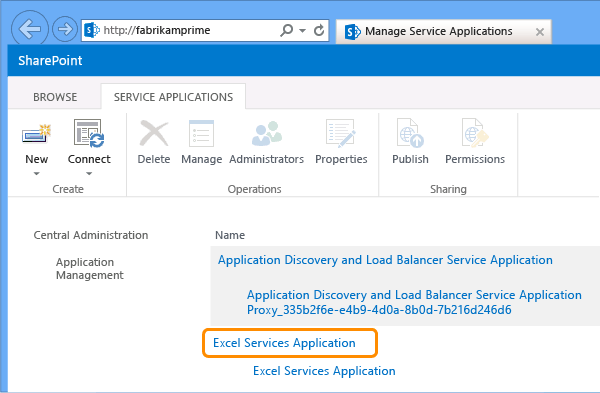 http://fabrikamprime
Manage Service Applications
SharePoint
BROWSE
SERVICE APPLICATIONS
New
Connect
Delete
Manage
Administrators
Properties
Publish
Permissions
Create
Operations
Sharing
Central Administration
Application
Management
Name
Application Discovery and Load Balancer Service Application
Application Discovery and Load Balancer Service Application
Proxy_335b2f6e-e4b9-4d0a-8b0d-7b216d246d6
Excel Services Application
Excel Services Application